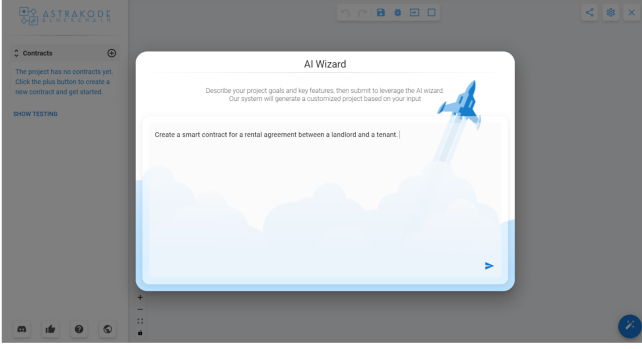 ASTRAKODE
BLOCKCHAIN
Contracts
The project has no contracts yet.
Click the plus button to create a
new contract and get started.
SHOW TESTING
AI Wizard
Describe your project goals and key features, then submit to leverage the AI wizard.
Our system will generate a customized project based on your input
Create a smart contract for a rental agreement between a landlord and a tenant.